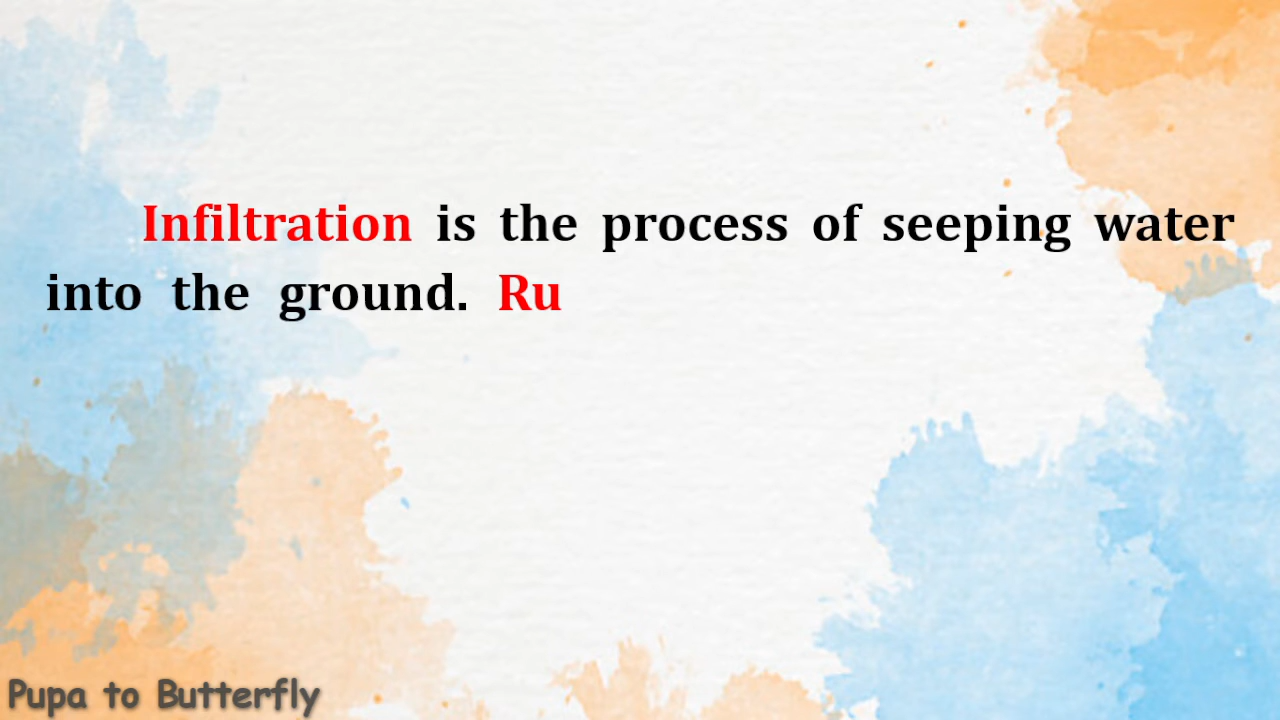 Infiltration is the process of seeping water
into the ground. Ru
Pupa to Butterfly